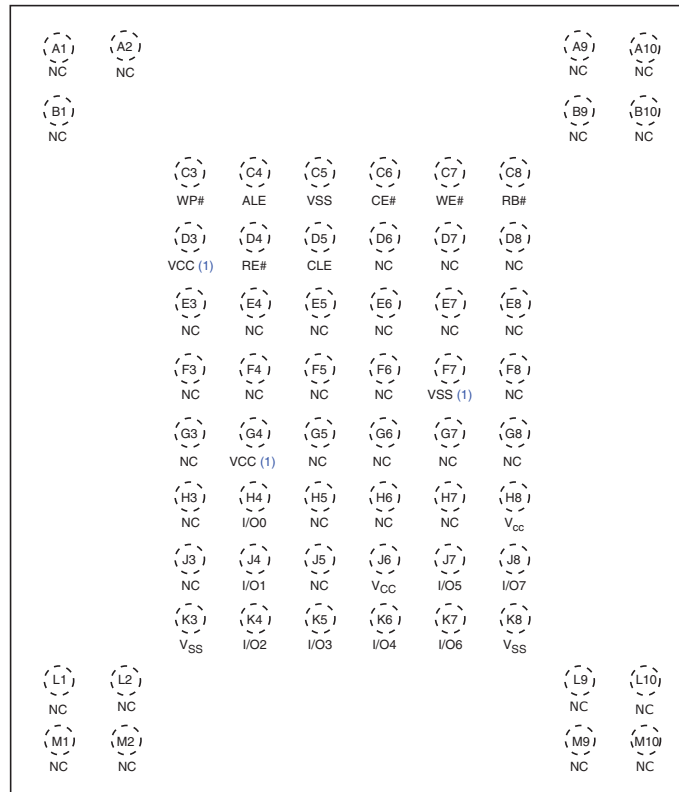 A1 A2 A9 A10
NC NC NC NC
B1 B9 B10
NC NC NC
C3 C4 C5 C6 C7 C8
WP# ALE VSS CE# WE# RB#
D3 D4 D5 D6 D7 D8
VCC (1) RE# CLE NC NC NC
E3 E4 E5 E6 E7 E8
NC NC NC NC NC NC
F3 F4 F5 F6 F7 F8
NC NC NC NC VSS (1) NC
G3 G4 G5 G6 G7 G8
NC VCC (1) NC NC NC NC
H3 H4 H5 H6 H7 H8
NC I/O0 NC NC NC Vcc
J3 J4 J5 J6 J7 J8
NC I/O1 NC VCC I/O5 I/O7
K3 K4 K5 K6 K7 K8
VSS I/O2 I/O3 I/O4 I/O6 VSS
L1 L2 L9 L10
NC NC NC NC
M1 M2 M9 M10
NC NC NC NC